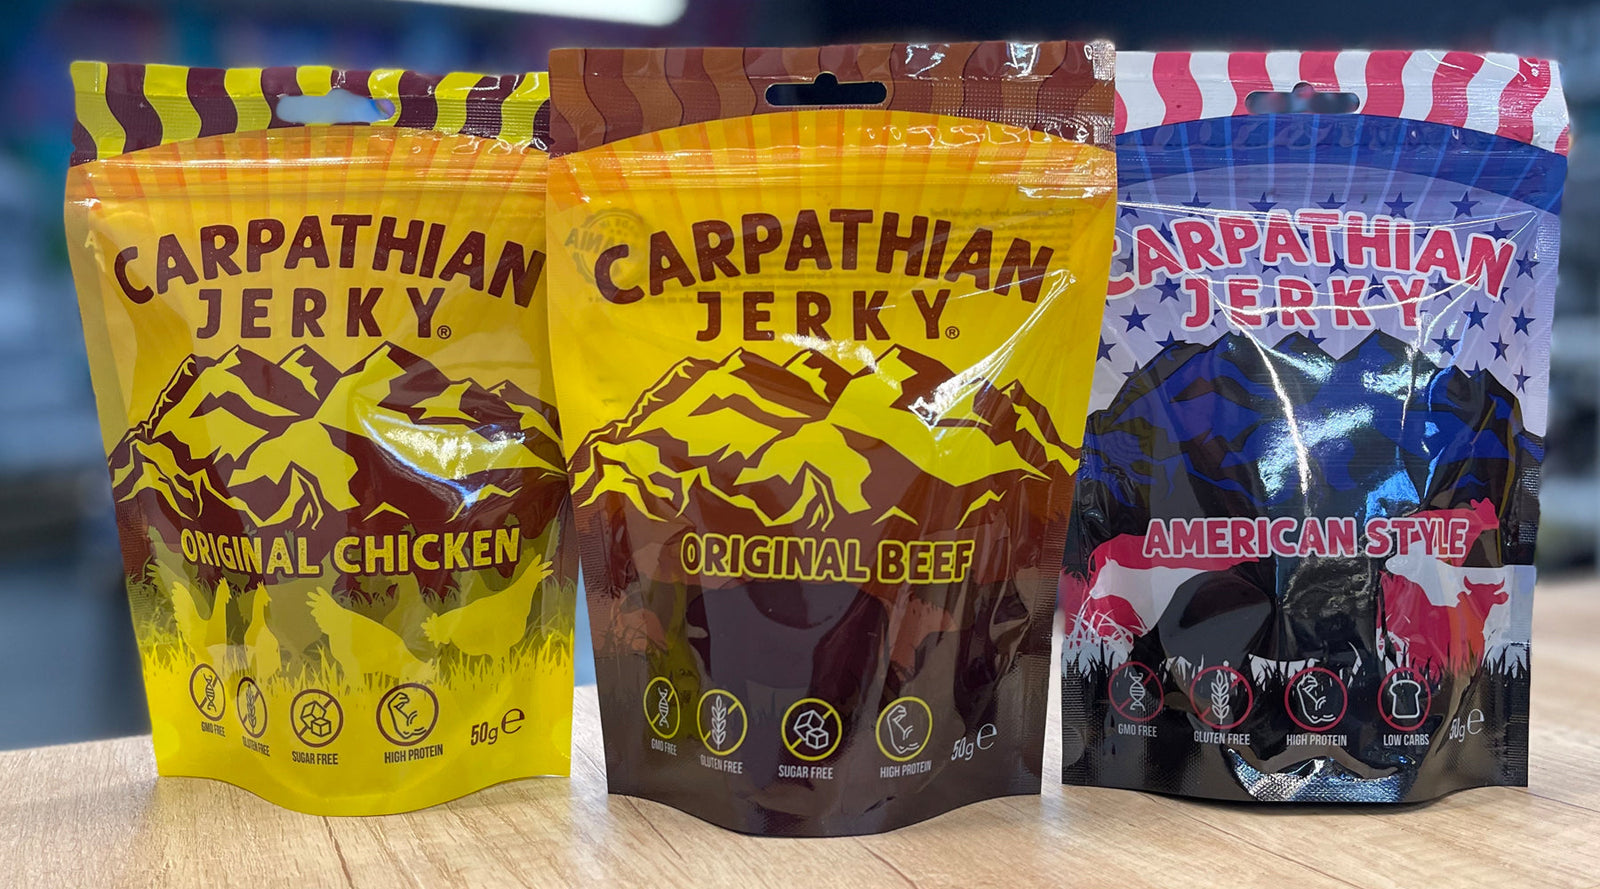 CARPATHIAN
JERKY®
ORIGINAL CHICKEN
GMO FREE
GLUTEN FREE
SUGAR FREE
HIGH PROTEIN
50g e
CARPATHIAN
JERKY®
ORIGINAL BEEF
GMO FREE
GLUTEN FREE
SUGAR FREE
HIGH PROTEIN
50g e
CARPATHIAN
JERKY
AMERICAN STYLE
GMO FREE
GLUTEN FREE
HIGH PROTEIN
LOW CARBS
50g e